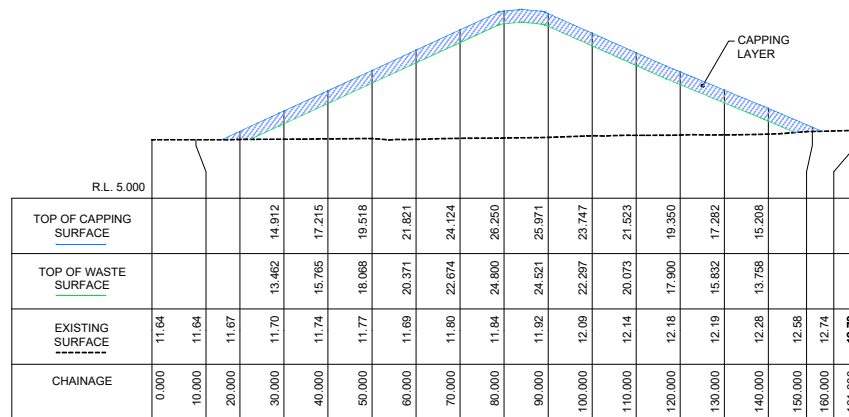 CAPPING
LAYER
R.L. 5.000
TOP OF CAPPING
SURFACE
14.912 17.215 19.518 21.821 24.124 26.250 25.971 23.747 21.523 19.350 17.282 15.208
TOP OF WASTE
SURFACE
13.462 15.765 18.068 20.371 22.674 24.800 24.521 22.297 20.073 17.900 15.832 13.758
EXISTING
SURFACE
11.64 11.64 11.67 11.70 11.74 11.77 11.69 11.80 11.84 11.92 12.09 12.14 12.18 12.19 12.28 12.58 12.74
CHAINAGE
0.000 10.000 20.000 30.000 40.000 50.000 60.000 70.000 80.000 90.000 100.000 110.000 120.000 130.000 140.000 150.000 160.000